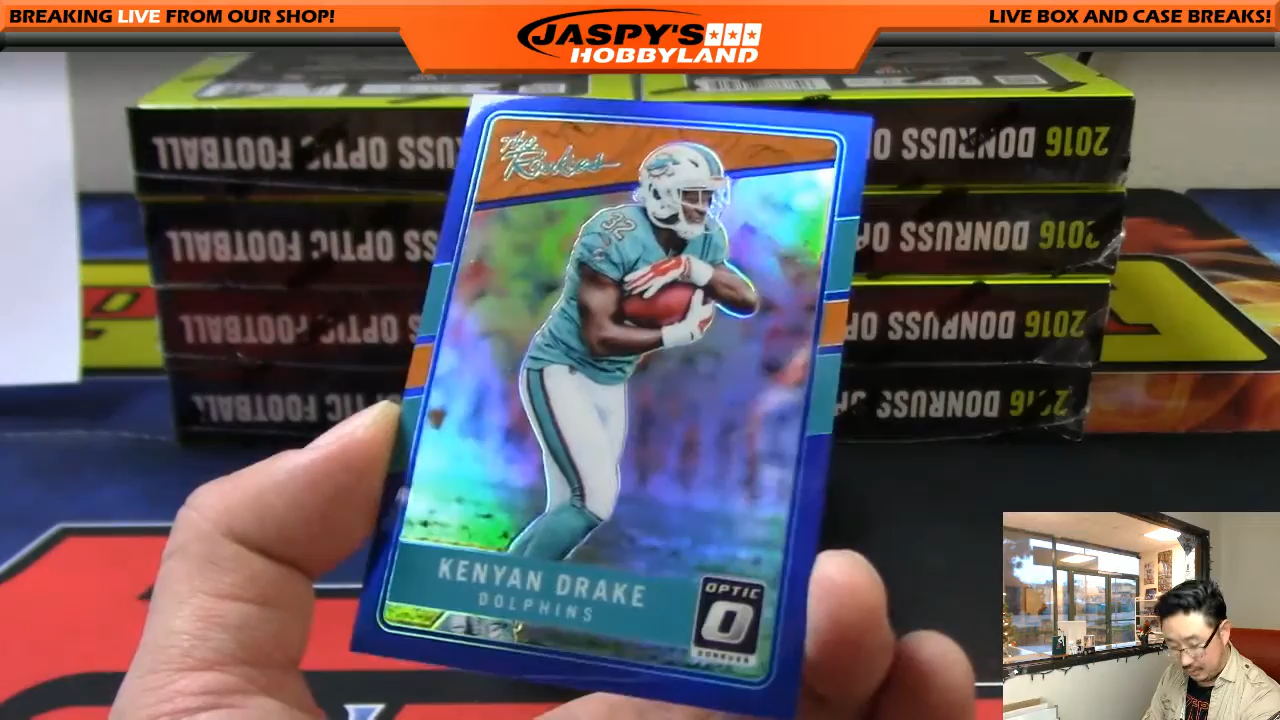 BREAKING LIVE FROM OUR SHOP!
JASPY'S
HOBBYLAND
LIVE BOX AND CASE BREAKS!
2016 DONRUSS OPTIC FOOTBALL
2016 DONRUSS OPTIC FOOTBALL
2016 DONRUSS OPTIC FOOTBALL
2016 DONRUSS OPTIC FOOTBALL
The Rookies
32
KENYAN DRAKE
DOLPHINS
OPTIC
O
DONRUSS